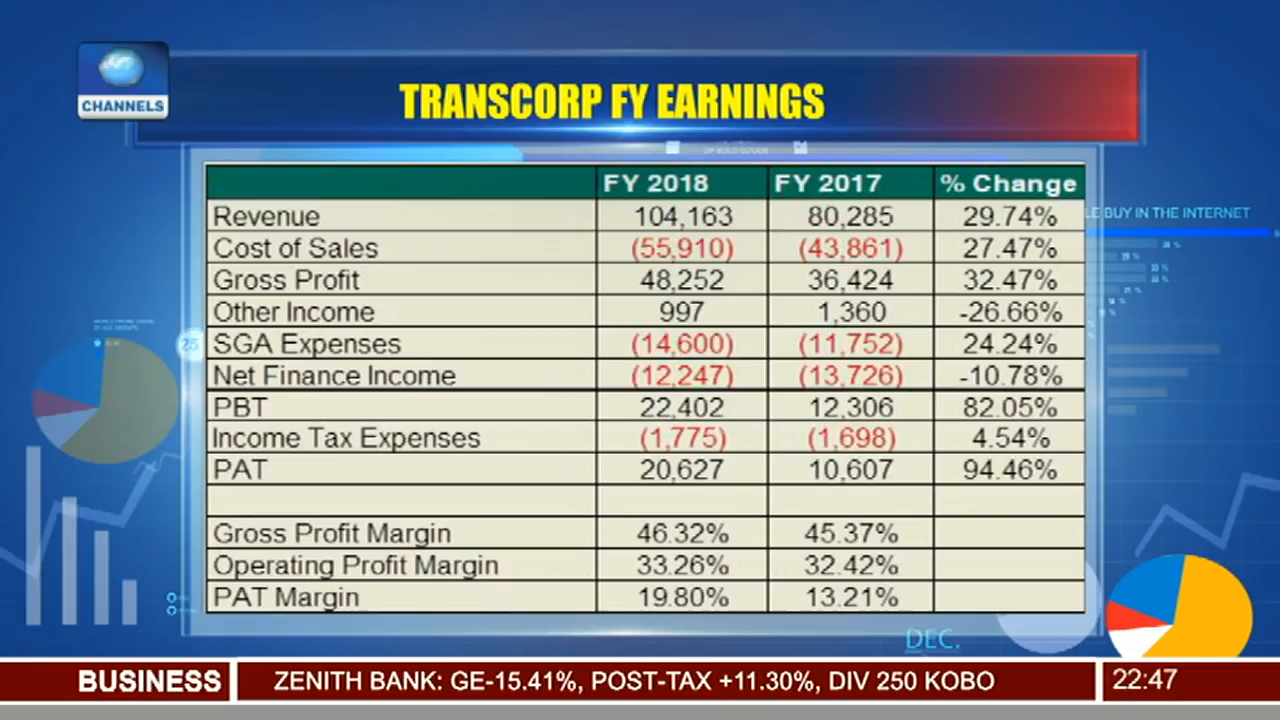 CHANNELS
TRANSCORP FY EARNINGS
FY 2018 FY 2017 % Change
Revenue 104,163 80,285 29.74%
Cost of Sales (55,910) (43,861) 27.47%
Gross Profit 48,252 36,424 32.47%
Other Income 997 1,360 -26.66%
SGA Expenses (14,600) (11,752) 24.24%
Net Finance Income (12,247) (13,726) -10.78%
PBT 22,402 12,306 82.05%
Income Tax Expenses (1,775) (1,698) 4.54%
PAT 20,627 10,607 94.46%
Gross Profit Margin 46.32% 45.37%
Operating Profit Margin 33.26% 32.42%
PAT Margin 19.80% 13.21%
BUY IN THE INTERNET
25
DEC.
BUSINESS ZENITH BANK: GE-15.41%, POST-TAX +11.30%, DIV 250 KOBO 22:47